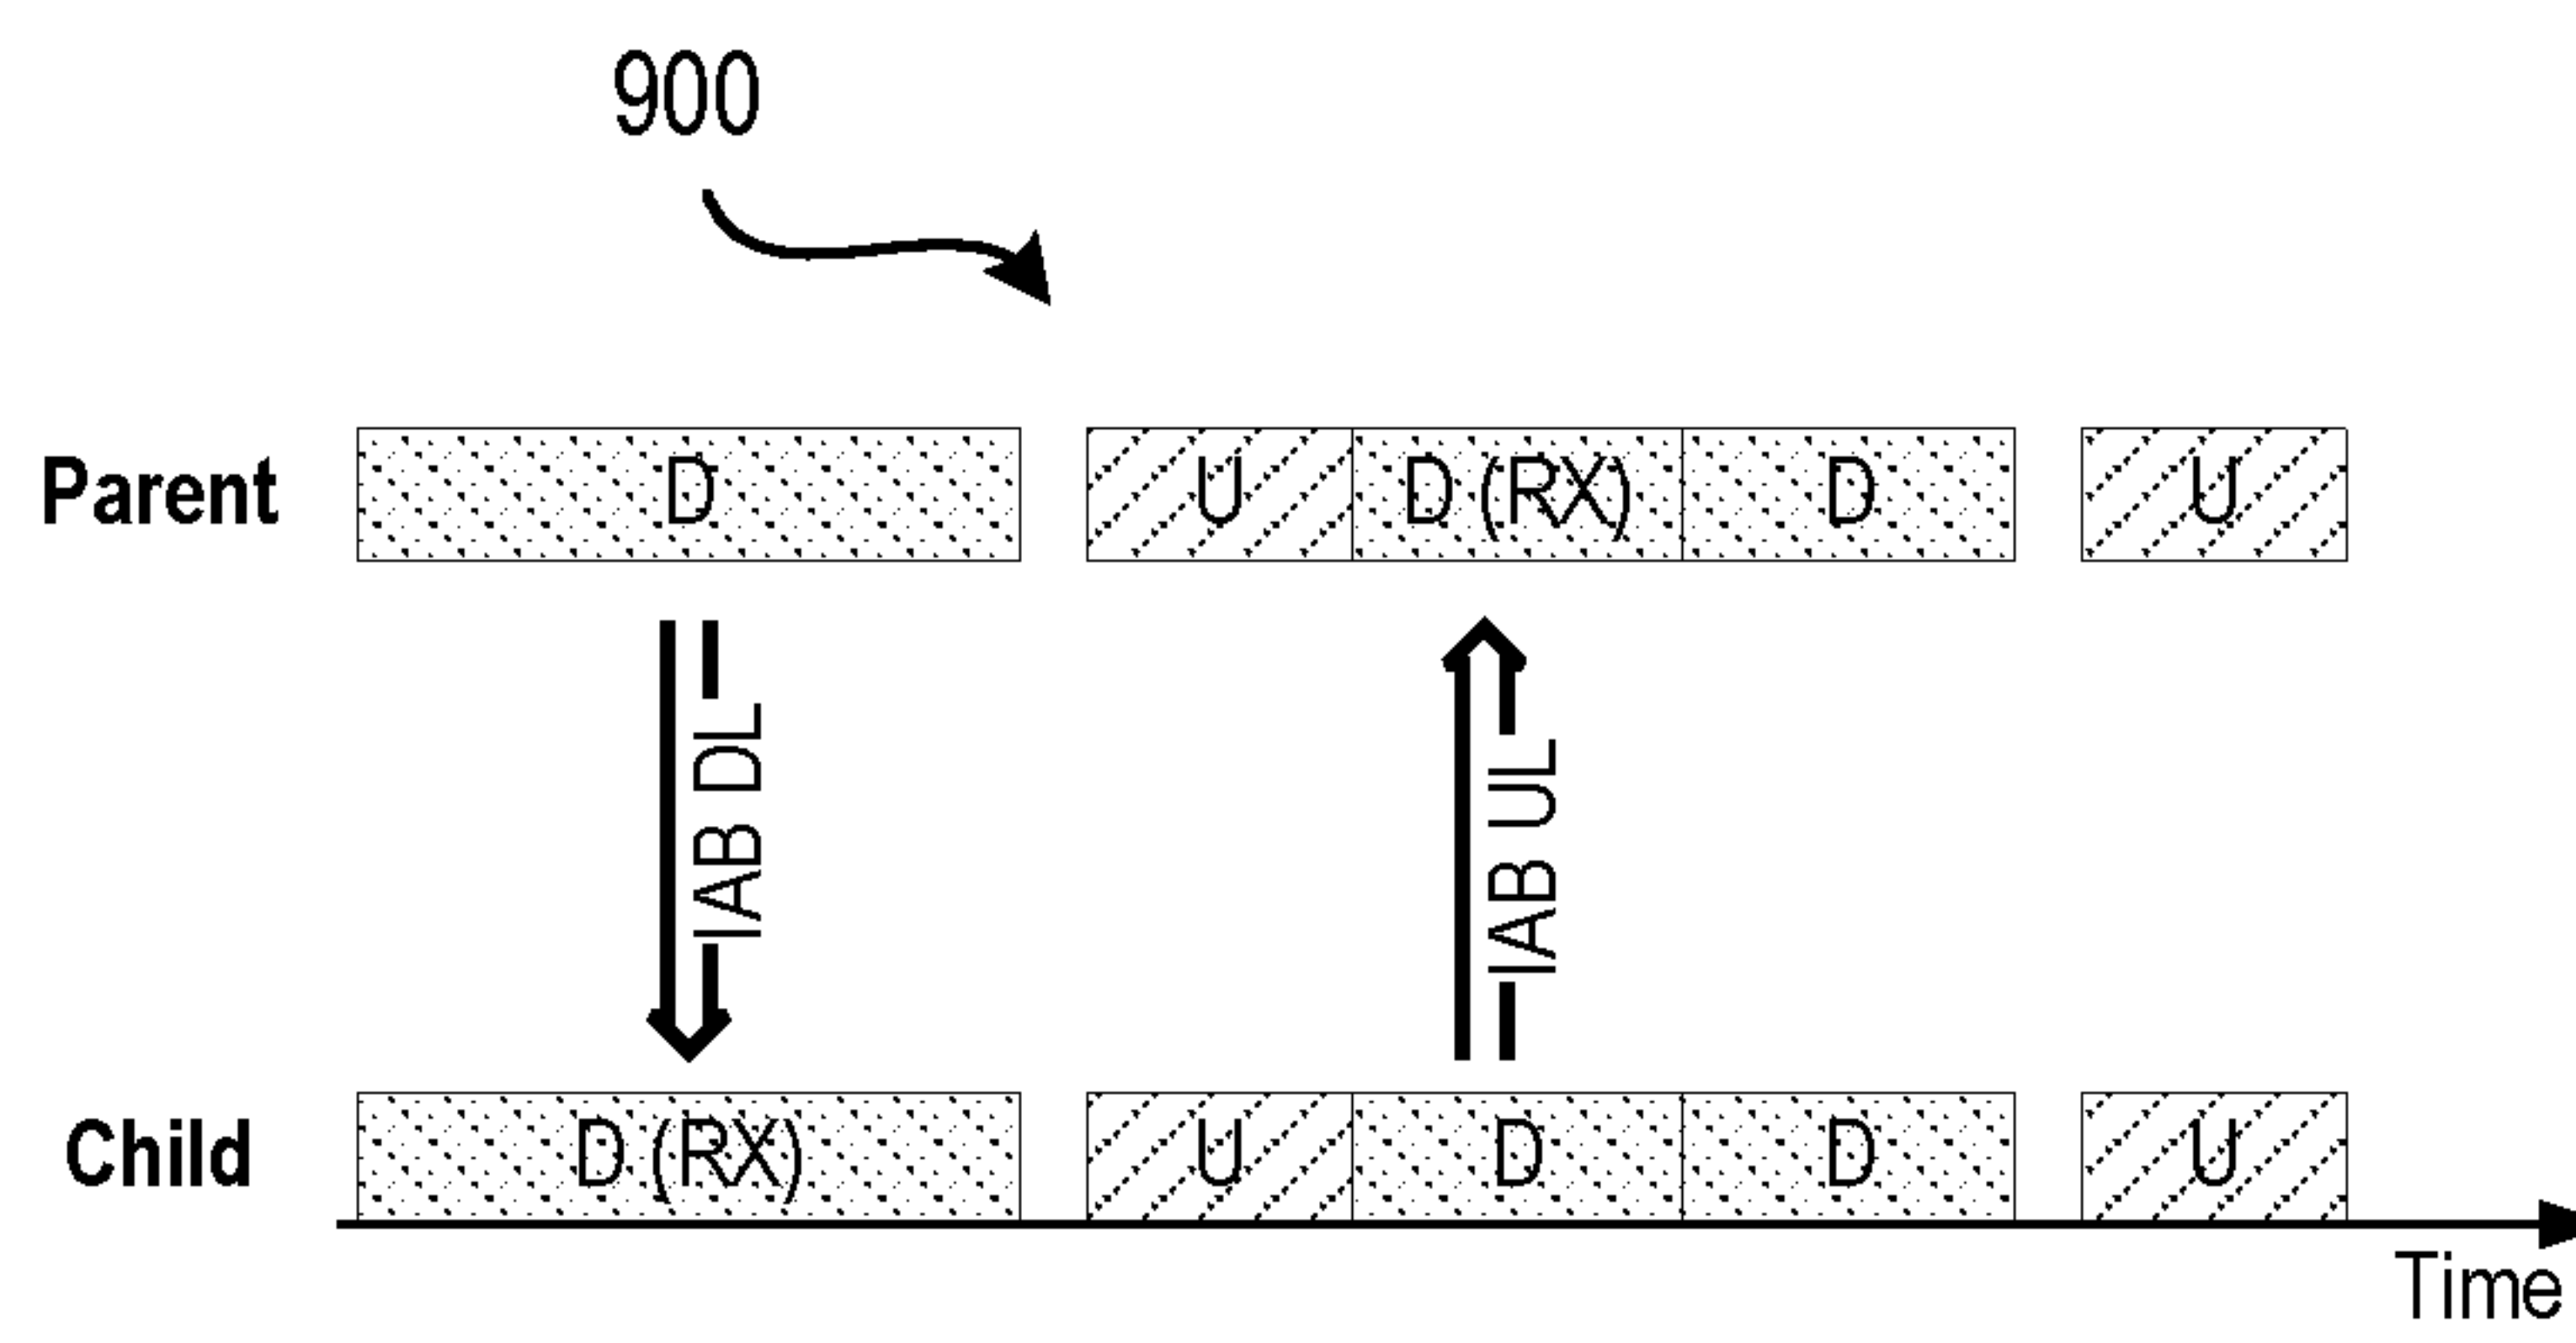 900
Parent D U D (RX) D U
IAB DL IAB UL
Child D (RX) U D D U
Time